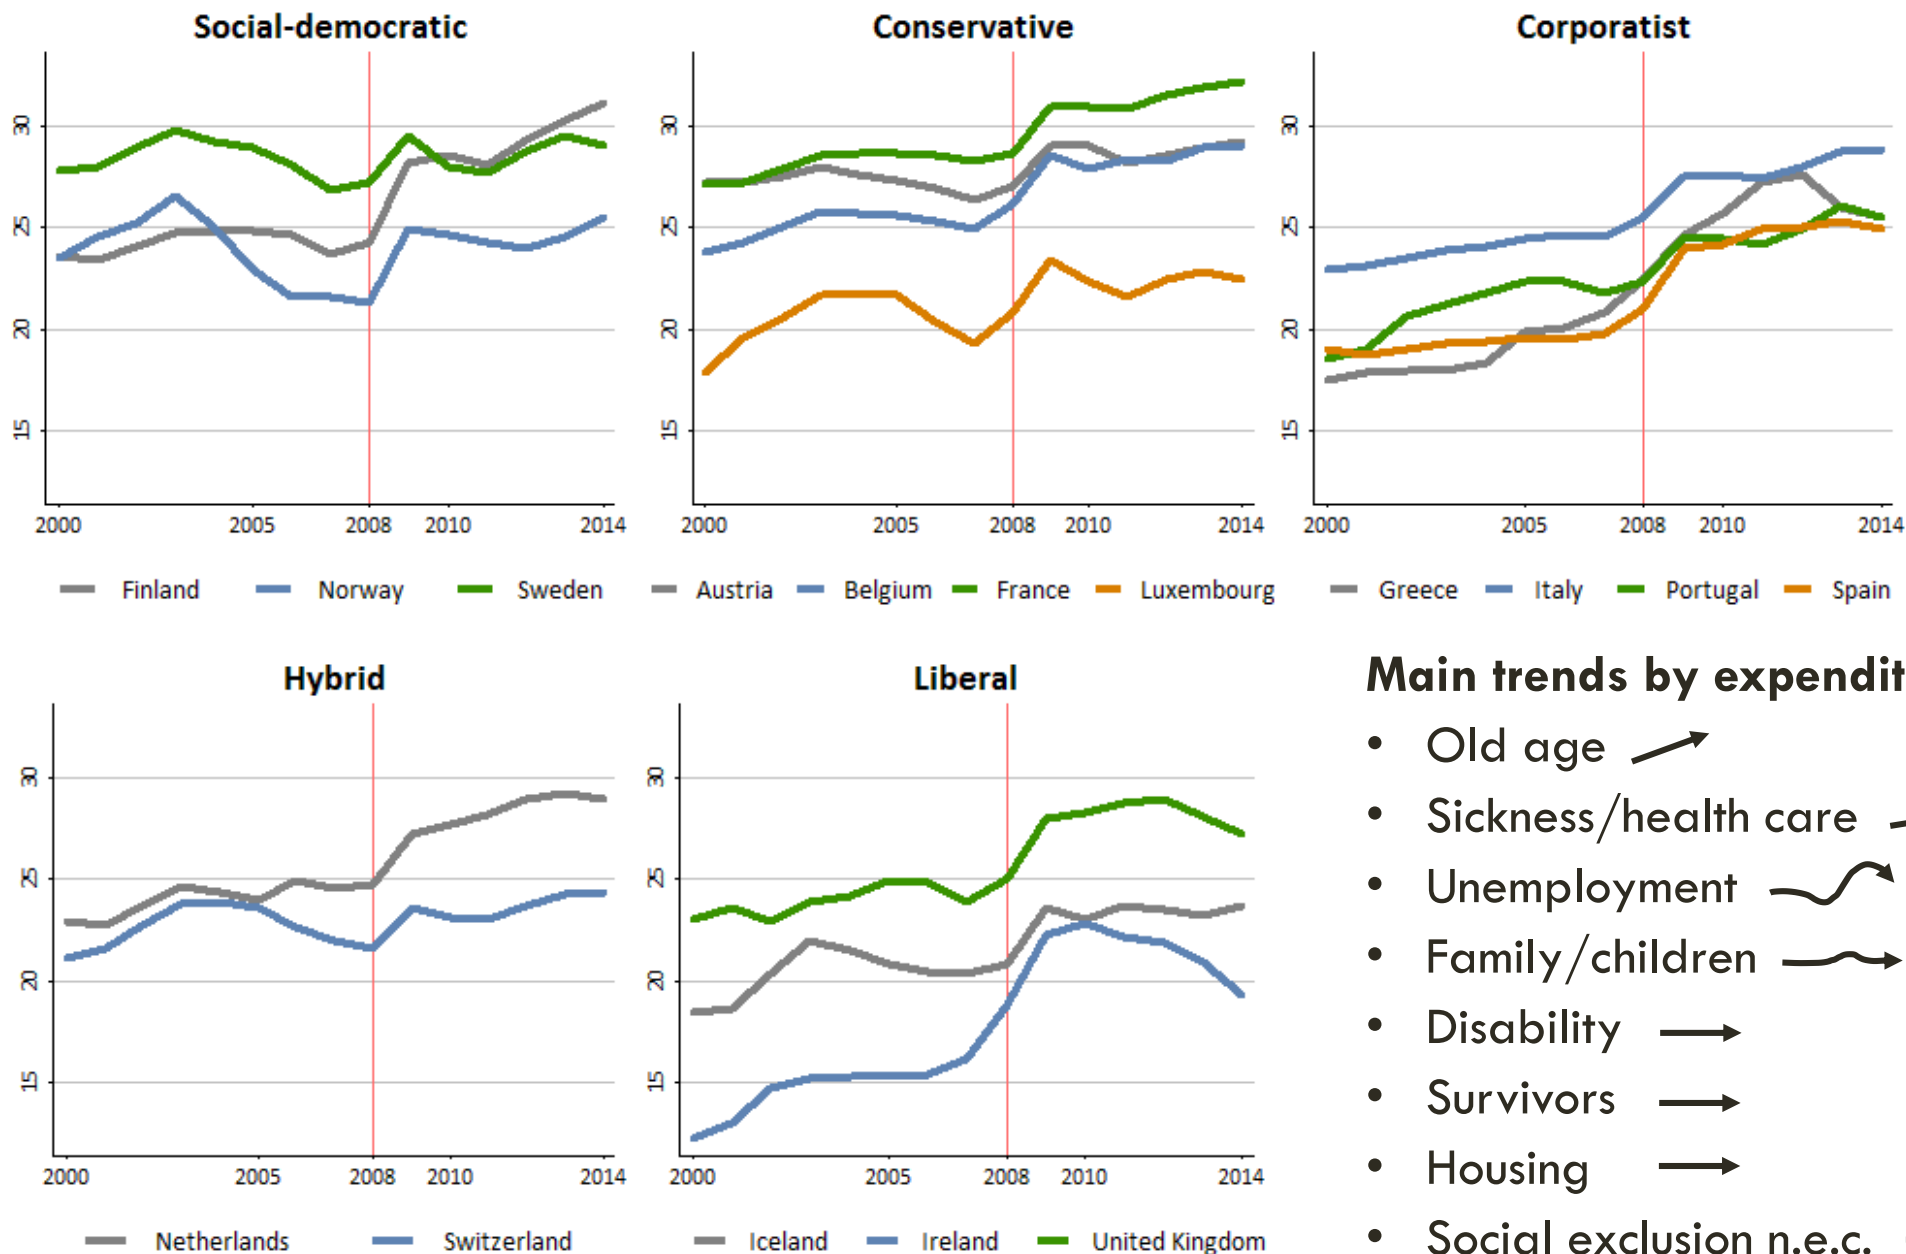 Social-democratic
30
25
20
15
2000 2005 2008 2010 2014
Finland Norway Sweden
Conservative
30
25
20
15
2000 2005 2008 2010 2014
Austria Belgium France Luxembourg
Corporatist
30
25
20
15
2000 2005 2008 2010 2014
Greece Italy Portugal Spain
Hybrid
30
25
20
15
2000 2005 2008 2010 2014
Netherlands Switzerland
Liberal
30
25
20
15
2000 2005 2008 2010 2014
Iceland Ireland United Kingdom
Main trends by expendit
• Old age
• Sickness/health care
• Unemployment
• Family/children
• Disability
• Survivors
• Housing
• Social exclusion n.e.c.